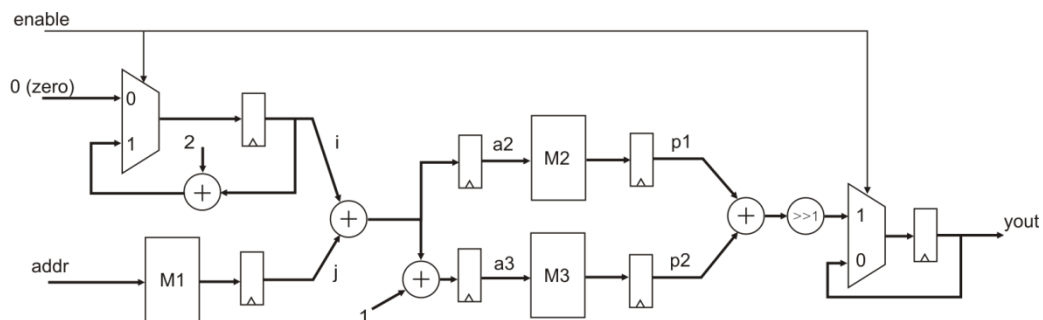 enable
0 (zero)
0
1
2
i
+
a2
M2
p1
+
+
>>1
1
0
yout
addr
M1
j
+
1
a3
M3
p2